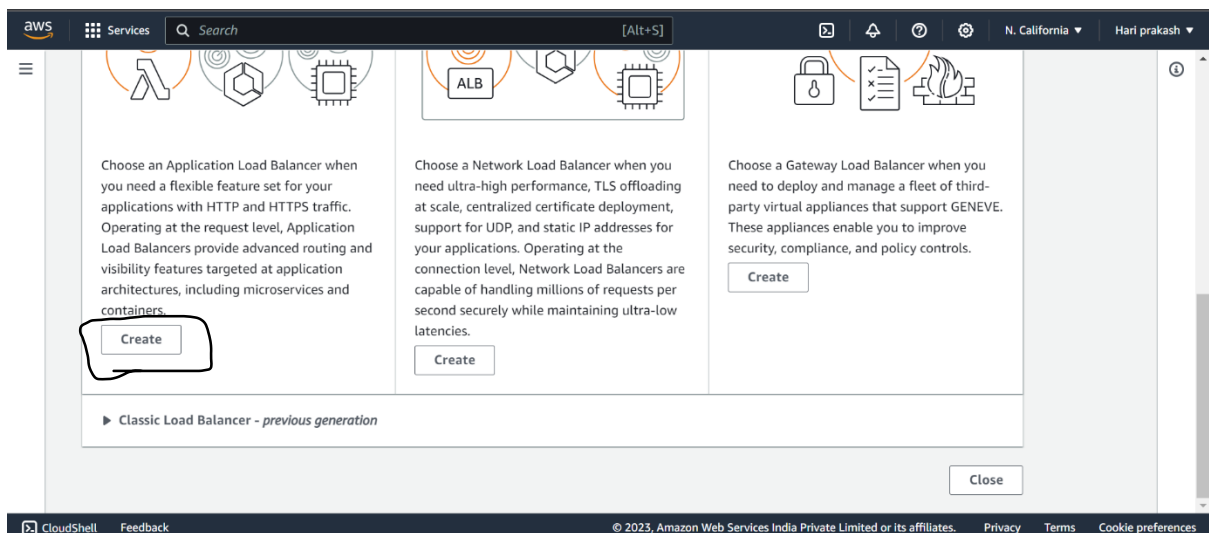 aws
Services
Search
[Alt+S]
N. California ▼
Hari prakash ▼
ALB
Choose an Application Load Balancer when
you need a flexible feature set for your
applications with HTTP and HTTPS traffic.
Operating at the request level, Application
Load Balancers provide advanced routing and
visibility features targeted at application
architectures, including microservices and
containers.
Create
Choose a Network Load Balancer when you
need ultra-high performance, TLS offloading
at scale, centralized certificate deployment,
support for UDP, and static IP addresses for
your applications. Operating at the
connection level, Network Load Balancers are
capable of handling millions of requests per
second securely while maintaining ultra-low
latencies.
Create
Choose a Gateway Load Balancer when you
need to deploy and manage a fleet of third-
party virtual appliances that support GENEVE.
These appliances enable you to improve
security, compliance, and policy controls.
Create
▶ Classic Load Balancer - previous generation
Close
CloudShell
Feedback
© 2023, Amazon Web Services India Private Limited or its affiliates.
Privacy
Terms
Cookie preferences